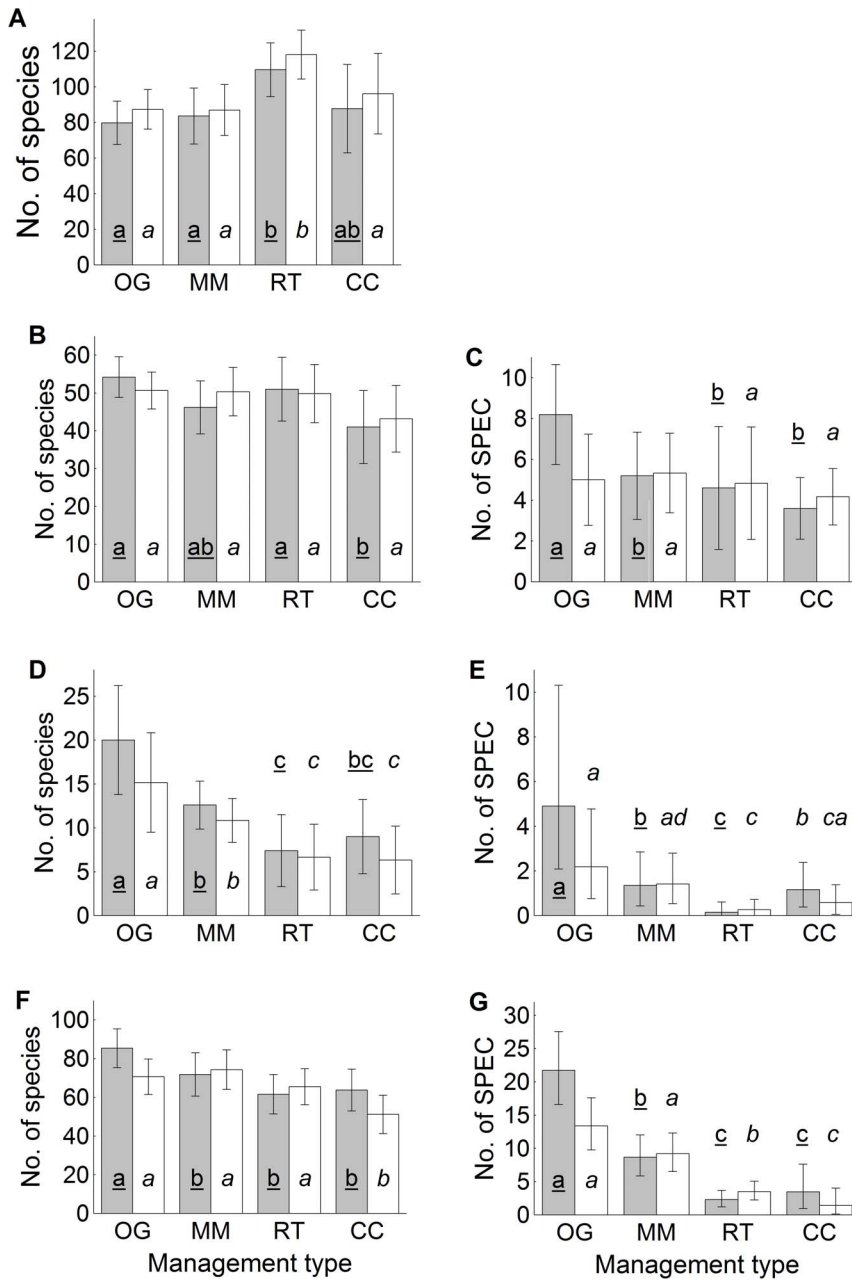 A
No. of species
120
100
80
60
40
20
0
a a a a b b ab a
OG MM RT CC
B
No. of species
60
50
40
30
20
10
0
a a ab a a a b a
OG MM RT CC
C
No. of SPEC
10
8
6
4
2
0
b a b a
a a b a
OG MM RT CC
D
No. of species
25
20
15
10
5
0
c c bc c
a a b b
OG MM RT CC
E
No. of SPEC
10
8
6
4
2
0
a
b ad c c b ca
a
OG MM RT CC
F
No. of species
100
80
60
40
20
0
a a b a b a b b
OG MM RT CC
Management type
G
No. of SPEC
30
25
20
15
10
5
0
b a
c b c c
a a
OG MM RT CC
Management type